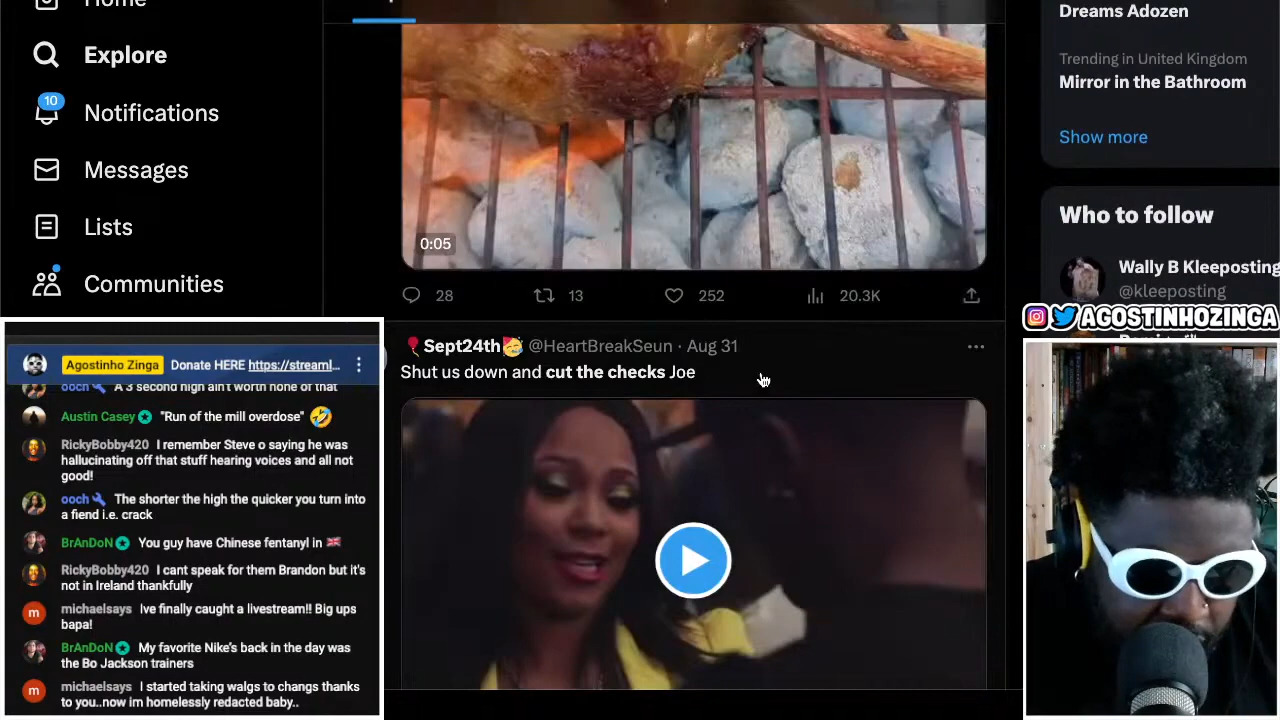 Home
Explore
10
Notifications
Messages
Lists
Communities
0:05
28
13
252
20.3K
Sept24th @HeartBreakSeun · Aug 31
Shut us down and cut the checks Joe
Dreams Adozen
Trending in United Kingdom
Mirror in the Bathroom
Show more
Who to follow
Wally B Kleeposting
@kleeposting
AGOSTINHOZINGA
Agostinho Zinga Donate HERE https://streaml...
ooch A 3 second high ain't worth none of that
Austin Casey "Run of the mill overdose"
RickyBobby420 I remember Steve o saying he was
hallucinating off that stuff hearing voices and all not
good!
ooch The shorter the high the quicker you turn into
a fiend i.e. crack
BrAnDoN You guy have Chinese fentanyl in
RickyBobby420 I cant speak for them Brandon but it's
not in Ireland thankfully
m
michaelsays Ive finally caught a livestream!! Big ups
bapa!
BrAnDoN My favorite Nike's back in the day was
the Bo Jackson trainers
m
michaelsays I started taking walgs to changs thanks
to you..now im homelessly redacted baby..